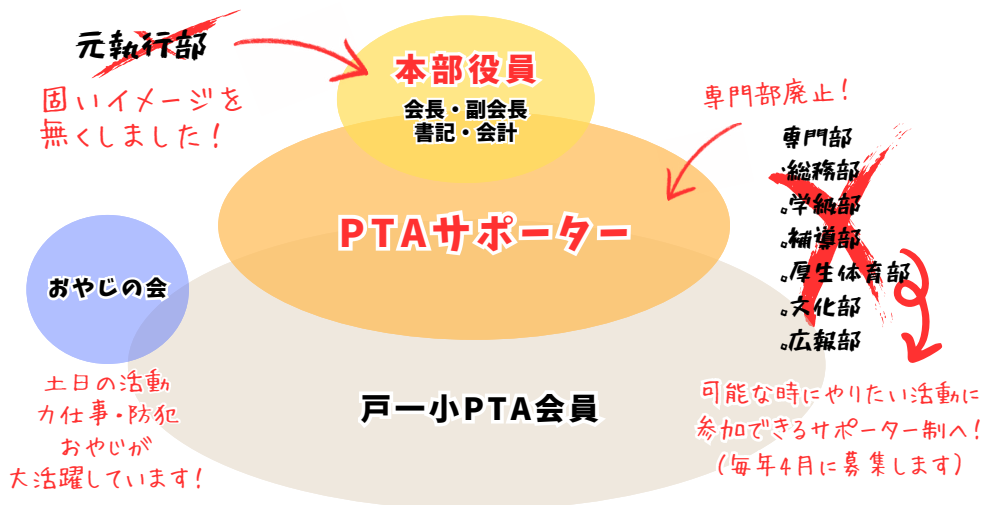 元執行部
固いイメージを
無くしました！
本部役員
会長・副会長
書記・会計
専門部廃止！
専門部
・総務部
・学級部
・補導部
・厚生体育部
・文化部
・広報部
PTAサポーター
おやじの会
土日の活動
力仕事・防犯
おやじが
大活躍しています！
戸一小PTA会員
可能な時にやりたい活動に
参加できるサポーター制へ！
（毎年4月に募集します）